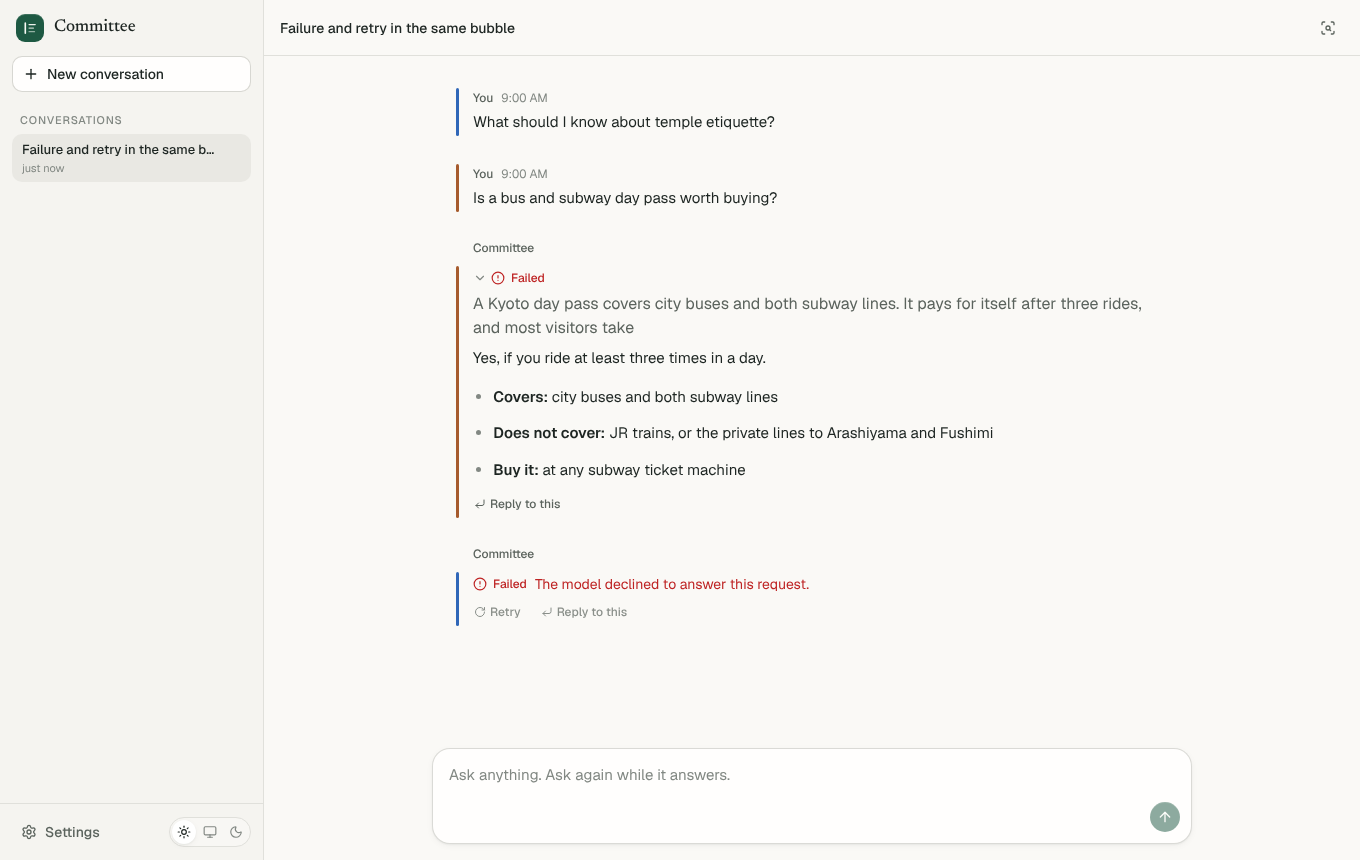 Committee
New conversation
CONVERSATIONS
Failure and retry in the same b...
just now
Settings
Failure and retry in the same bubble
You 9:00 AM
What should I know about temple etiquette?
You 9:00 AM
Is a bus and subway day pass worth buying?
Committee
Failed
A Kyoto day pass covers city buses and both subway lines. It pays for itself after three rides,
and most visitors take
Yes, if you ride at least three times in a day.
• Covers: city buses and both subway lines
• Does not cover: JR trains, or the private lines to Arashiyama and Fushimi
• Buy it: at any subway ticket machine
Reply to this
Committee
Failed The model declined to answer this request.
Retry Reply to this
Ask anything. Ask again while it answers.